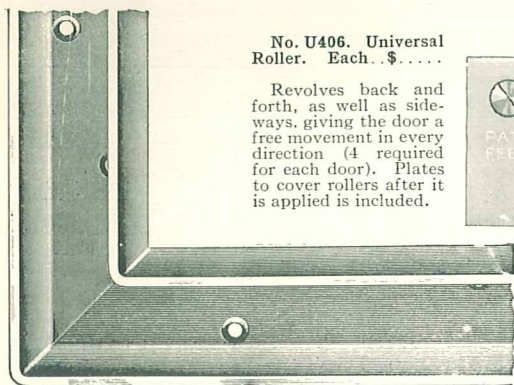 No. U406. Universal
Roller. Each..$.....
Revolves back and
forth, as well as side-
ways. giving the door a
free movement in every
direction (4 required
for each door). Plates
to cover rollers after it
is applied is included.